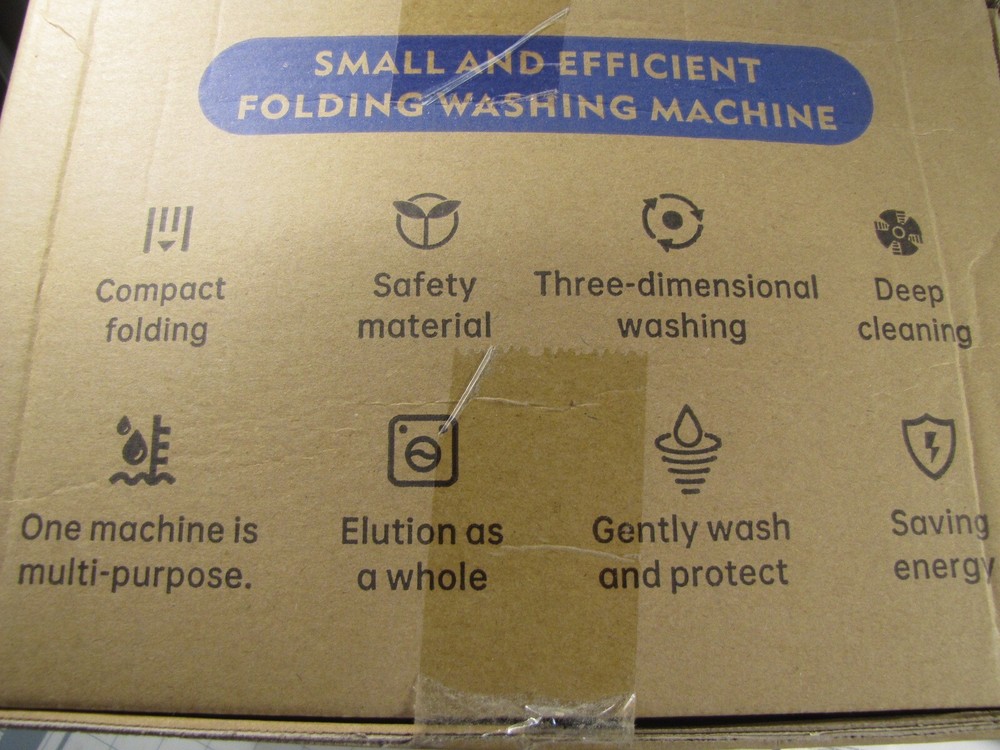 SMALL AND EFFICIENT
FOLDING WASHING MACHINE
Compact
folding
Safety
material
Three-dimensional
washing
Deep
cleaning
One machine is
multi-purpose.
Elution as
a whole
Gently wash
and protect
Saving
energy